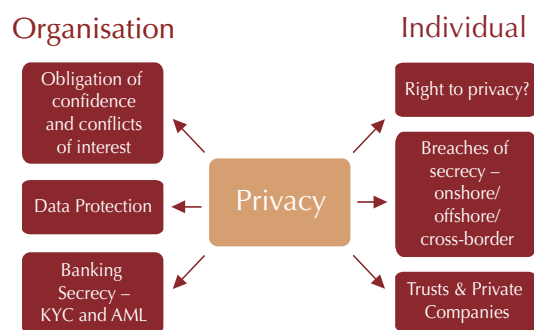 Organisation
Individual
Obligation of
confidence
and conflicts
of interest
Data Protection
Banking
Secrecy –
KYC and AML
Privacy
Right to privacy?
Breaches of
secrecy –
onshore/
offshore/
cross-border
Trusts & Private
Companies